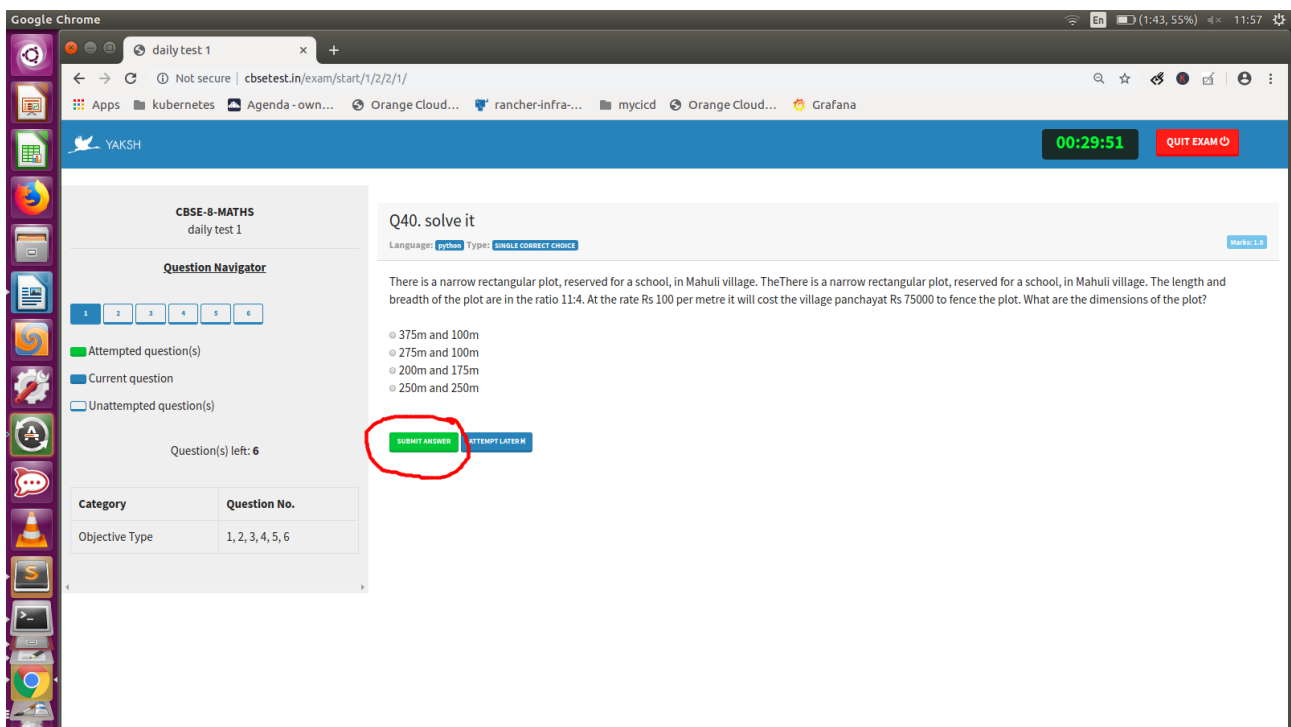 Google Chrome
En (1:43, 55%) 11:57
daily test 1
Not secure | cbsetest.in/exam/start/1/2/2/1/
Apps kubernetes Agenda - own... Orange Cloud... rancher-infra-... mycicd Orange Cloud... Grafana
YAKSH
00:29:51 QUIT EXAM
CBSE-8-MATHS
daily test 1
Question Navigator
1 2 3 4 5 6
Attempted question(s)
Current question
Unattempted question(s)
Question(s) left: 6
Category Question No.
Objective Type 1, 2, 3, 4, 5, 6
Q40. solve it
Language: python Type: SINGLE CORRECT CHOICE Marks: 1.0
There is a narrow rectangular plot, reserved for a school, in Mahuli village. TheThere is a narrow rectangular plot, reserved for a school, in Mahuli village. The length and
breadth of the plot are in the ratio 11:4. At the rate Rs 100 per metre it will cost the village panchayat Rs 75000 to fence the plot. What are the dimensions of the plot?
375m and 100m
275m and 100m
200m and 175m
250m and 250m
SUBMIT ANSWER ATTEMPT LATER